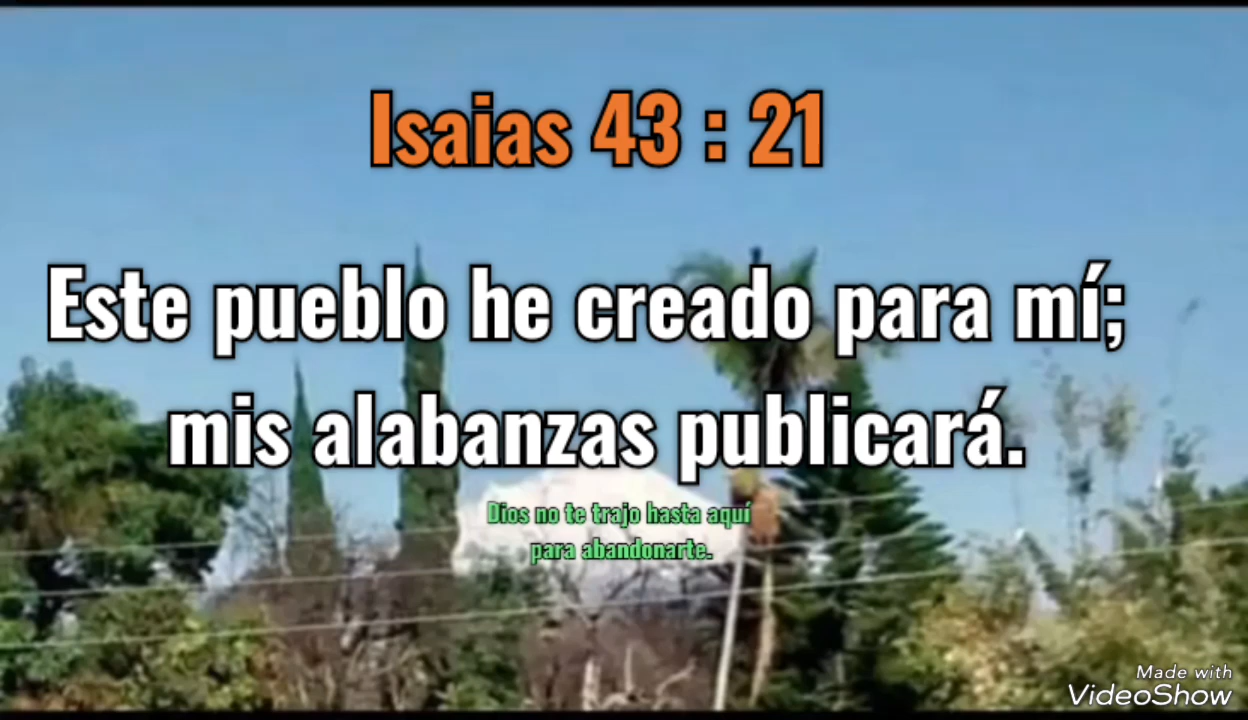 Isaias 43 : 21
Este pueblo he creado para mí;
mis alabanzas publicará.
Dios no te trajo hasta aquí
para abandonarte.
Made with
VideoShow